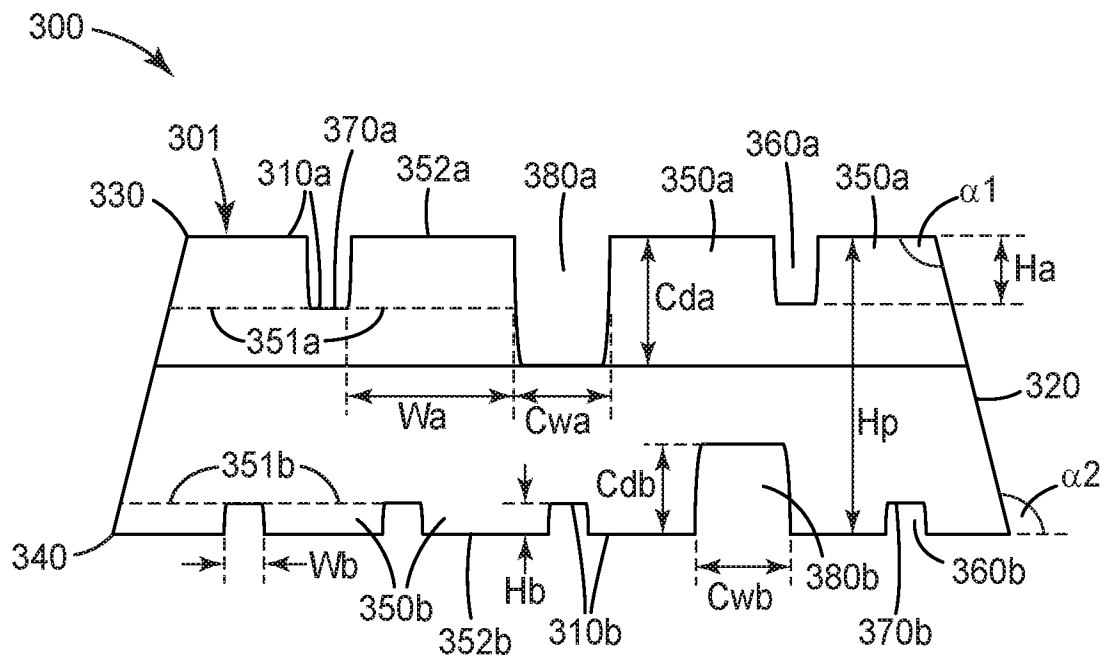 300
301
370a
360a
330
310a
352a
380a
350a
350a
α1
Ha
Cda
351a
320
Wa
Cwa
Hp
351b
Cdb
α2
340
Wb
350b
Hb
352b
310b
Cwb
380b
360b
370b